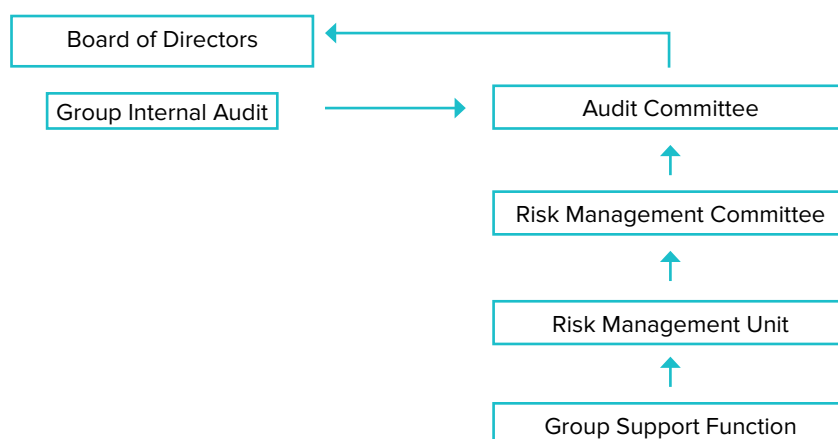 Board of Directors
Group Internal Audit
Audit Committee
Risk Management Committee
Risk Management Unit
Group Support Function